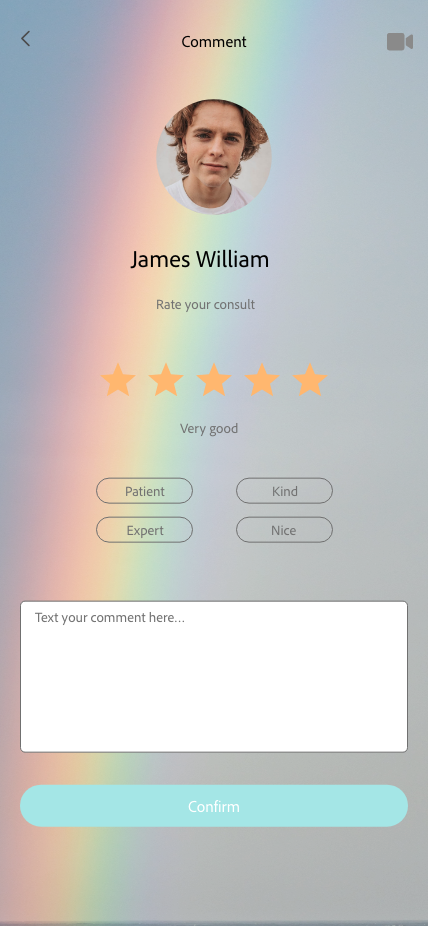 Comment
James William
Rate your consult
Very good
Patient
Kind
Expert
Nice
Text your comment here...
Confirm